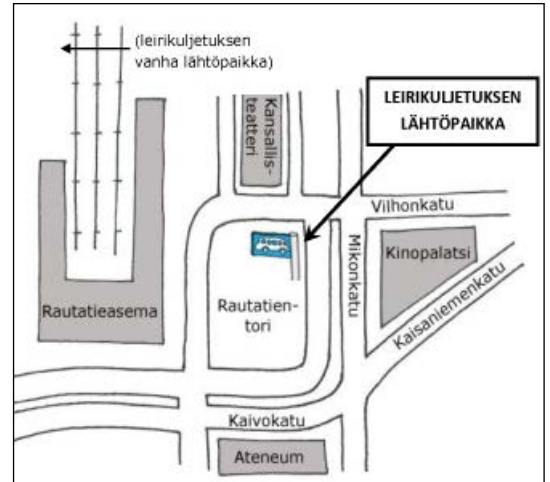 (leirikuljetuksen
vanha lähtöpaikka)
LEIRIKULJETUKSEN
LÄHTÖPAIKKA
Kansallis-
teatteri
Vilhonkatu
Mikonkatu
Kinopalatsi
Kaisaniemenkatu
Rautatieasema
Rautatien-
tori
Kaivokatu
Ateneum